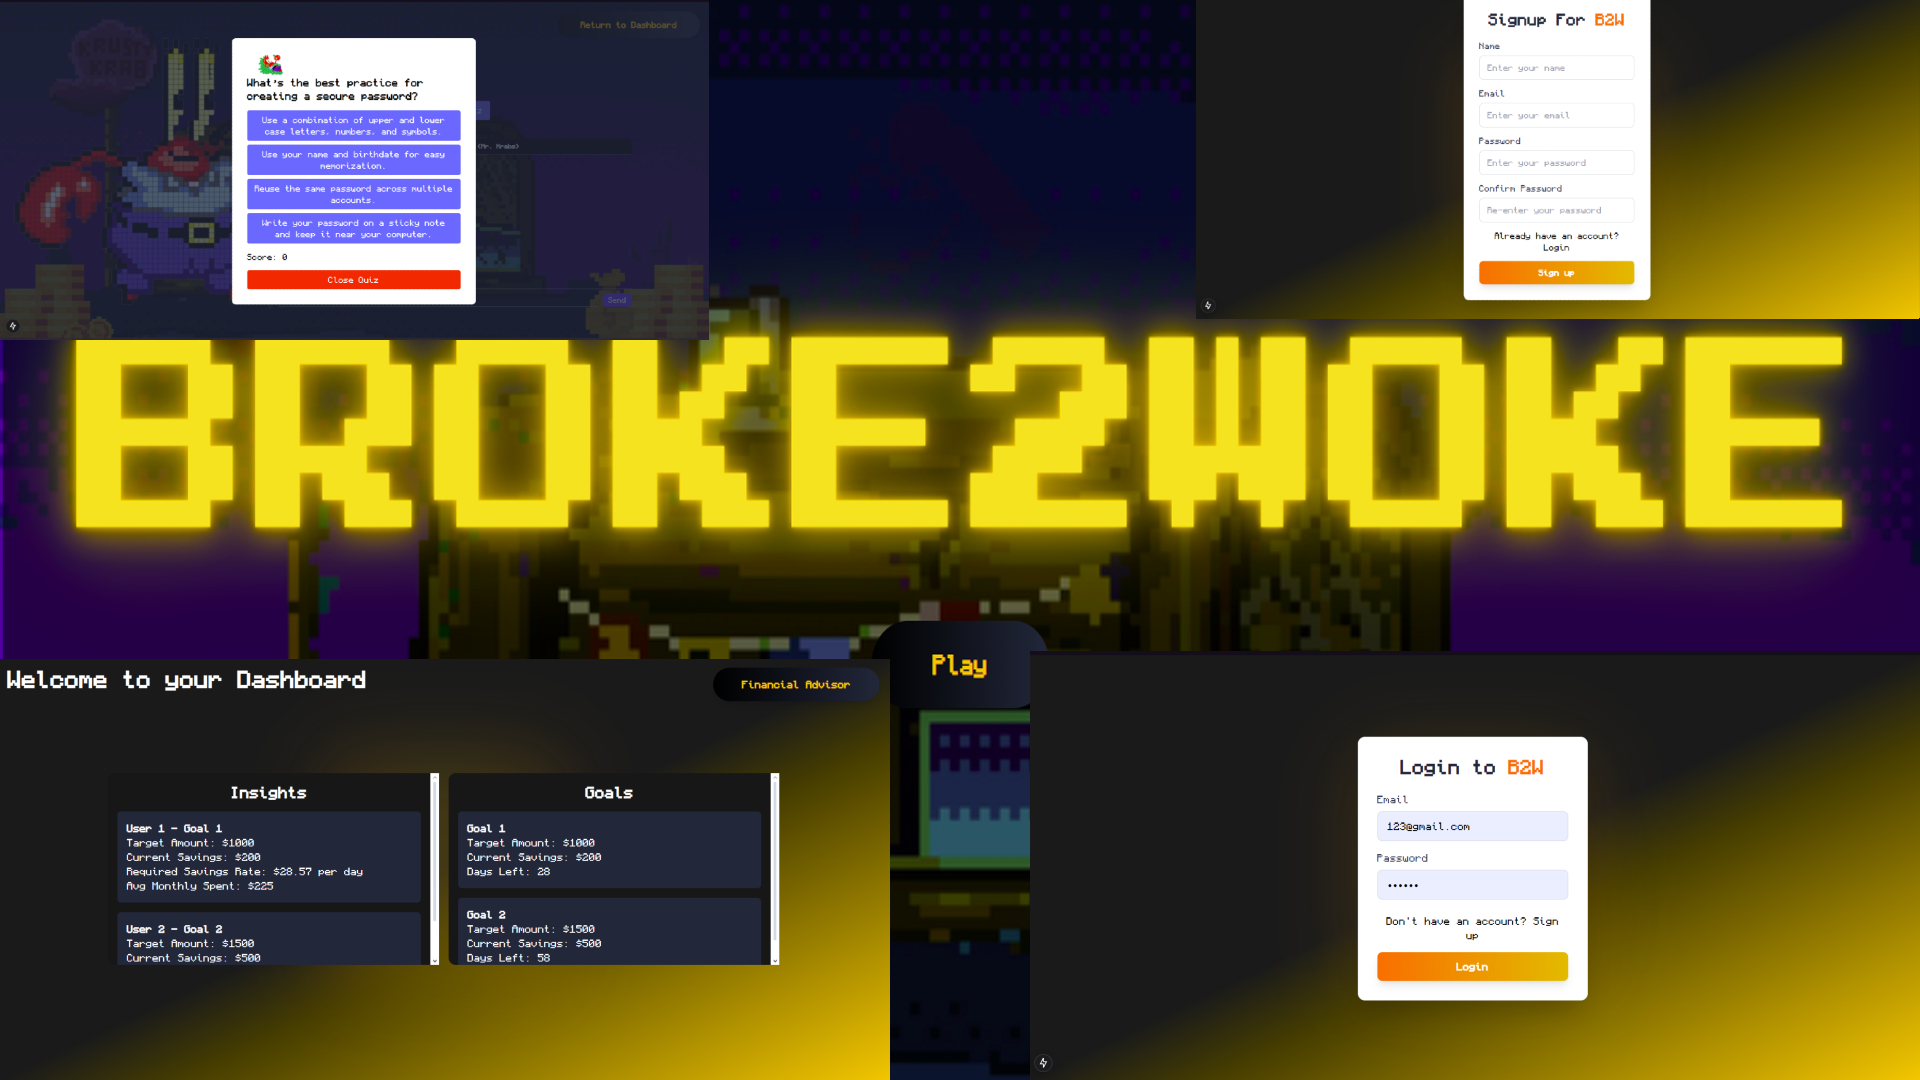 KRUSTY
KRAB
Return to Dashboard
What's the best practice for
creating a secure password?
Use a combination of upper and lower
case letters, numbers, and symbols.
Use your name and birthdate for easy
memorization.
Reuse the same password across multiple
accounts.
Write your password on a sticky note
and keep it near your computer.
Score: 0
Close Quiz
(Mr. Krabs)
Send
Signup For B2W
Name
Enter your name
Email
Enter your email
Password
Enter your password
Confirm Password
Re-enter your password
Already have an account?
Login
Sign up
BROKE2WOKE
Play
Welcome to your Dashboard
Financial Advisor
Insights
User 1 - Goal 1
Target Amount: $1000
Current Savings: $200
Required Savings Rate: $28.57 per day
Avg Monthly Spent: $225
User 2 - Goal 2
Target Amount: $1500
Current Savings: $500
Goals
Goal 1
Target Amount: $1000
Current Savings: $200
Days Left: 28
Goal 2
Target Amount: $1500
Current Savings: $500
Days Left: 58
Login to B2W
Email
123@gmail.com
Password
••••••
Don't have an account? Sign
up
Login